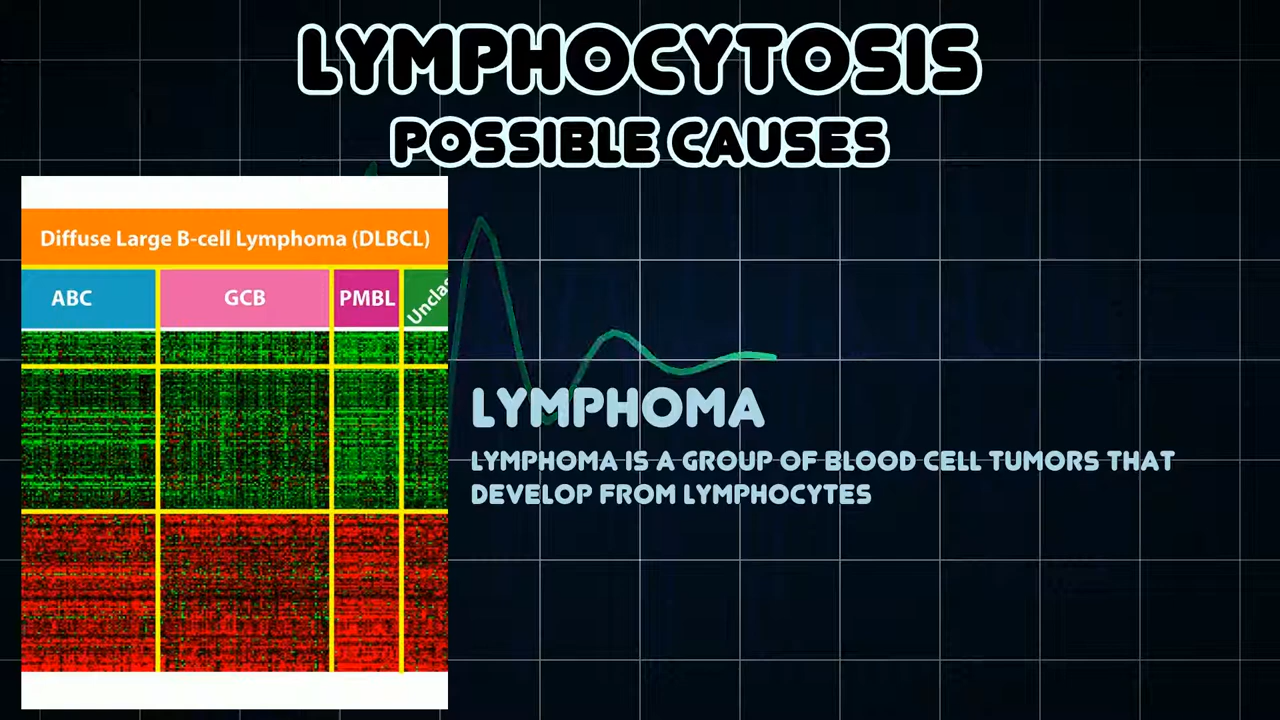 LYMPHOCYTOSIS
POSSIBLE CAUSES
Diffuse Large B-cell Lymphoma (DLBCL)
ABC GCB PMBL
LYMPHOMA
LYMPHOMA IS A GROUP OF BLOOD CELL TUMORS THAT
DEVELOP FROM LYMPHOCYTES